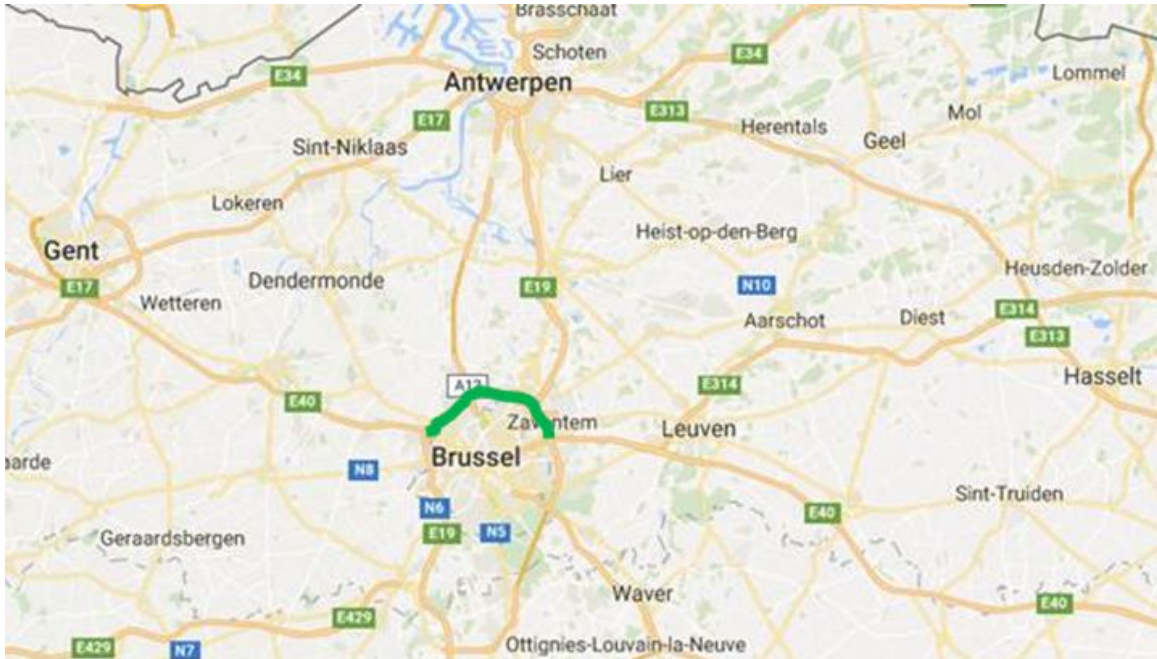 Brasschaat
Schoten
E34
E34
Lommel
Antwerpen
E17
E313
Mol
Herentals
Geel
Sint-Niklaas
Lier
Lokeren
Heist-op-den-Berg
Gent
Heusden-Zolder
Dendermonde
E17
E19
N10
Wetteren
E314
Aarschot
Diest
E313
Hasselt
E314
E40
Zaventem
Leuven
Brussel
aarde
N8
Sint-Truiden
N6
E40
E19
N5
Geraardsbergen
Waver
E40
E429
E429
N7
Ottignies-Louvain-la-Neuve